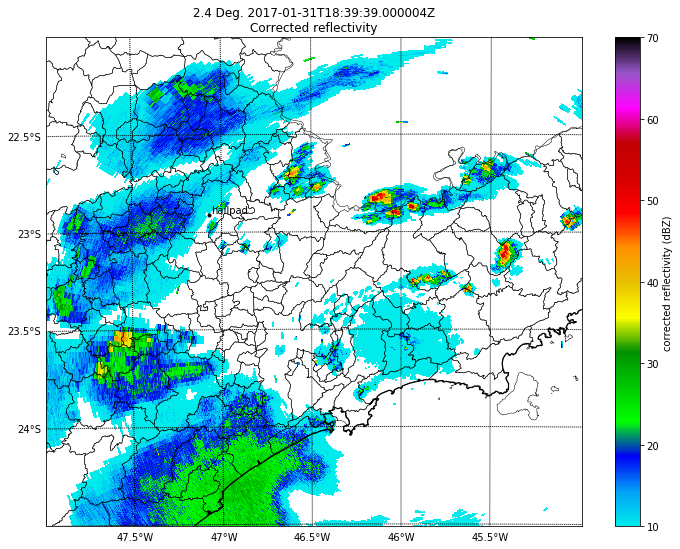 2.4 Deg. 2017-01-31T18:39:39.000004Z
Corrected reflectivity
22.5°S
23°S
23.5°S
24°S
47.5°W
47°W
46.5°W
46°W
45.5°W
hailpad
70
60
50
40
30
20
10
corrected reflectivity (dBZ)